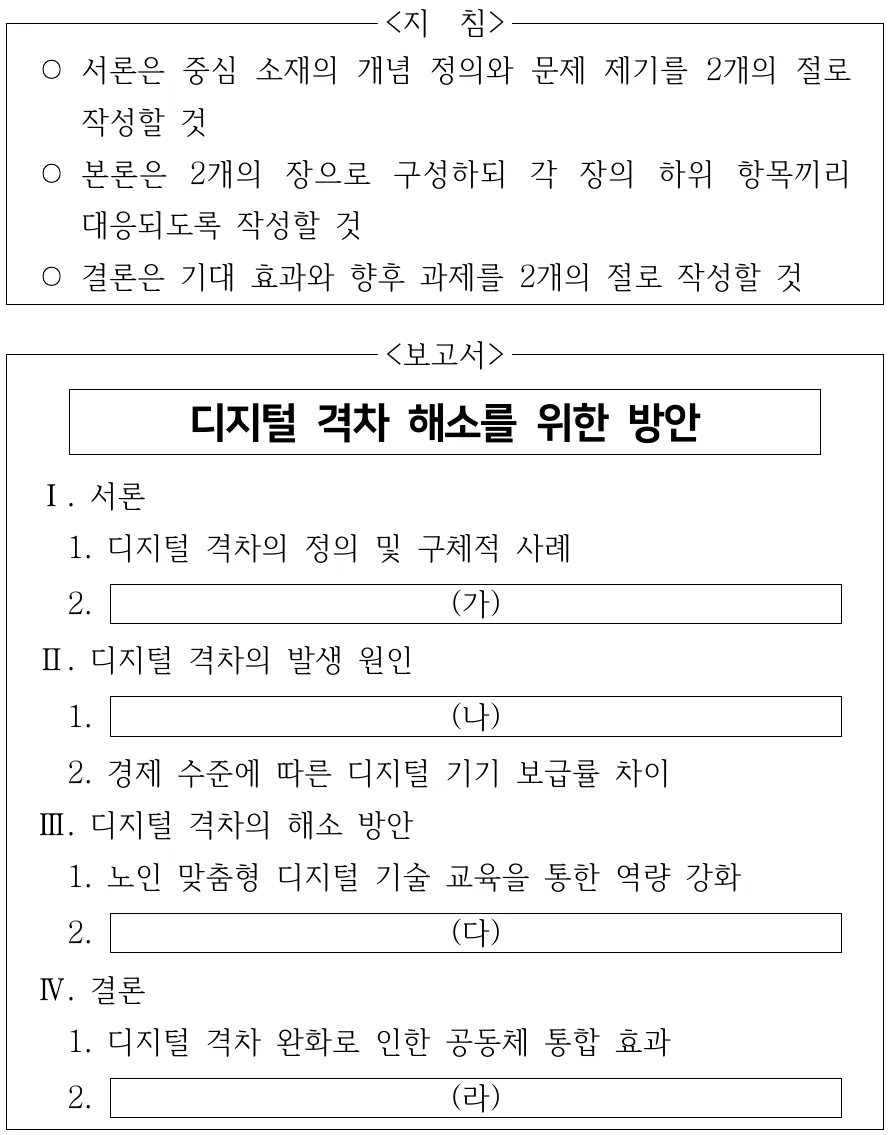 <지 침>
○ 서론은 중심 소재의 개념 정의와 문제 제기를 2개의 절로
작성할 것
○ 본론은 2개의 장으로 구성하되 각 장의 하위 항목끼리
대응되도록 작성할 것
○ 결론은 기대 효과와 향후 과제를 2개의 절로 작성할 것
<보고서>
디지털 격차 해소를 위한 방안
Ⅰ. 서론
1. 디지털 격차의 정의 및 구체적 사례
2. (가)
Ⅱ. 디지털 격차의 발생 원인
1. (나)
2. 경제 수준에 따른 디지털 기기 보급률 차이
Ⅲ. 디지털 격차의 해소 방안
1. 노인 맞춤형 디지털 기술 교육을 통한 역량 강화
2. (다)
Ⅳ. 결론
1. 디지털 격차 완화로 인한 공동체 통합 효과
2. (라)